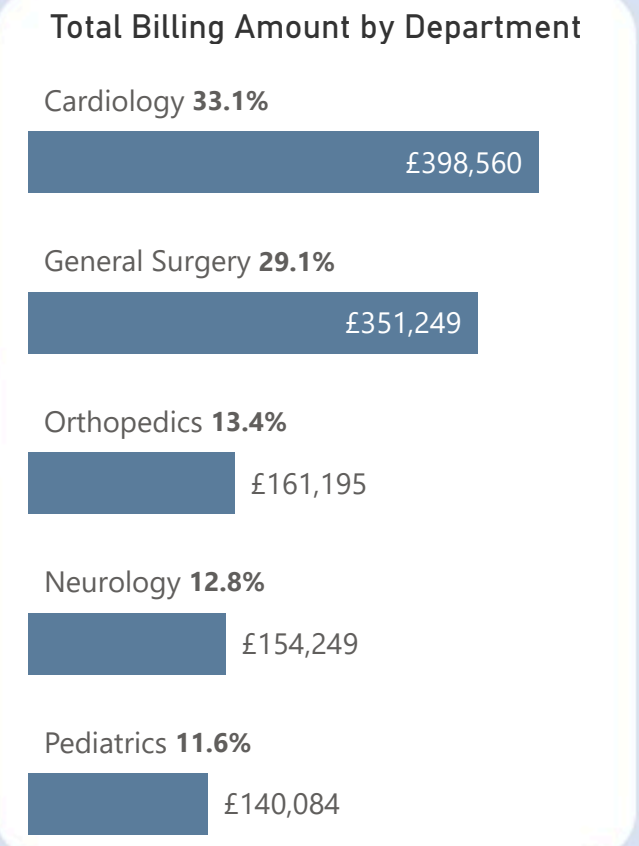 Total Billing Amount by Department
Cardiology 33.1%
£398,560
General Surgery 29.1%
£351,249
Orthopedics 13.4%
£161,195
Neurology 12.8%
£154,249
Pediatrics 11.6%
£140,084